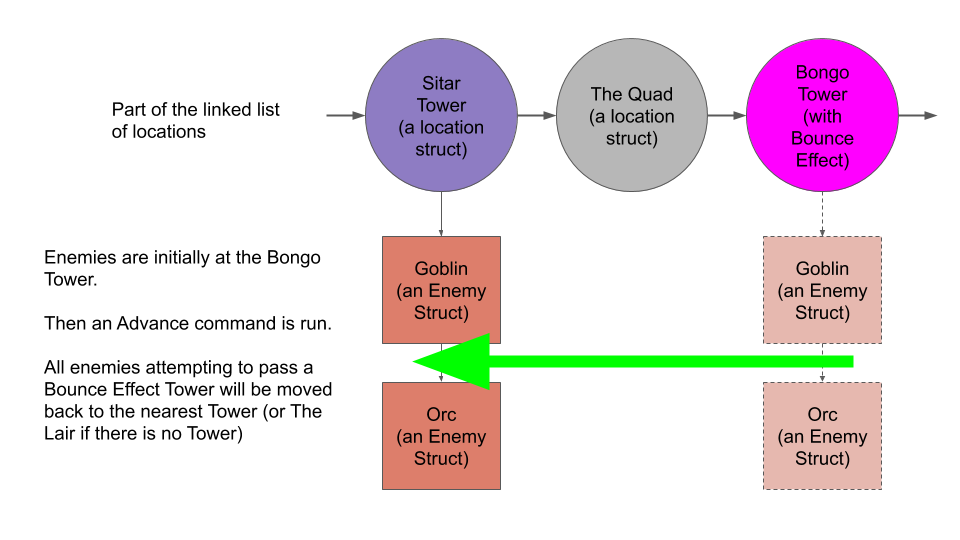 Part of the linked list
of locations
Sitar
Tower
(a location
struct)
The Quad
(a location
struct)
Bongo
Tower
(with
Bounce
Effect)
Enemies are initially at the Bongo
Tower.
Then an Advance command is run.
All enemies attempting to pass a
Bounce Effect Tower will be moved
back to the nearest Tower (or The
Lair if there is no Tower)
Goblin
(an Enemy
Struct)
Goblin
(an Enemy
Struct)
Orc
(an Enemy
Struct)
Orc
(an Enemy
Struct)